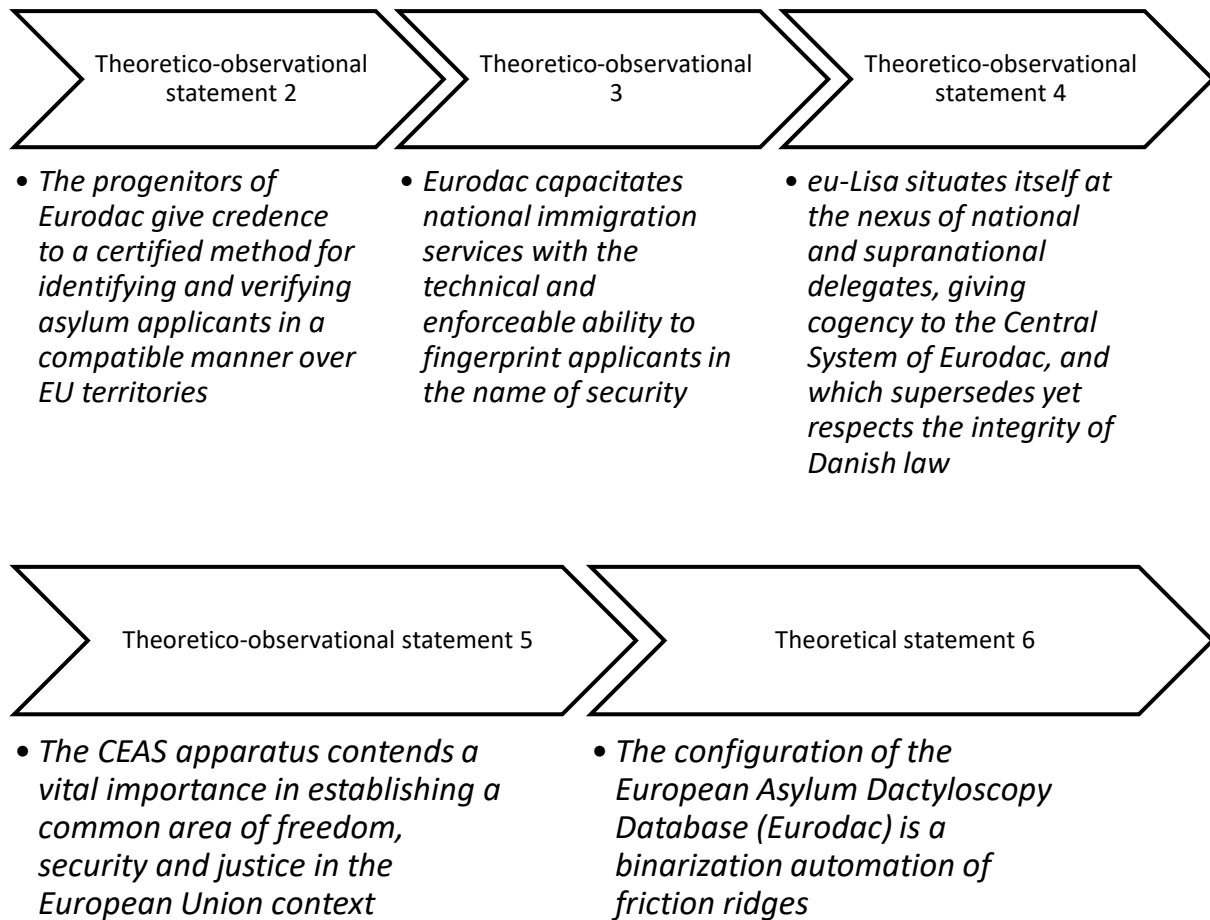 Theoretico-observational
statement 2
Theoretico-observational
3
Theoretico-observational
statement 4
• The progenitors of
Eurodac give credence
to a certified method for
identifying and verifying
asylum applicants in a
compatible manner over
EU territories
• Eurodac capacitates
national immigration
services with the
technical and
enforceable ability to
fingerprint applicants in
the name of security
• eu-Lisa situates itself at
the nexus of national
and supranational
delegates, giving
cogency to the Central
System of Eurodac, and
which supersedes yet
respects the integrity of
Danish law
Theoretico-observational statement 5
Theoretical statement 6
• The CEAS apparatus contends a
vital importance in establishing a
common area of freedom,
security and justice in the
European Union context
• The configuration of the
European Asylum Dactyloscopy
Database (Eurodac) is a
binarization automation of
friction ridges